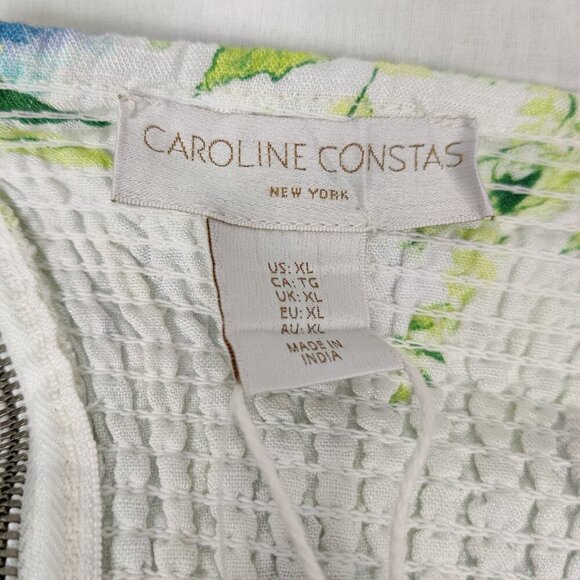 CAROLINE CONSTAS
NEW YORK
US: XL
CA: TG
UK: XL
EU: XL
AU: XL
MADE IN
INDIA